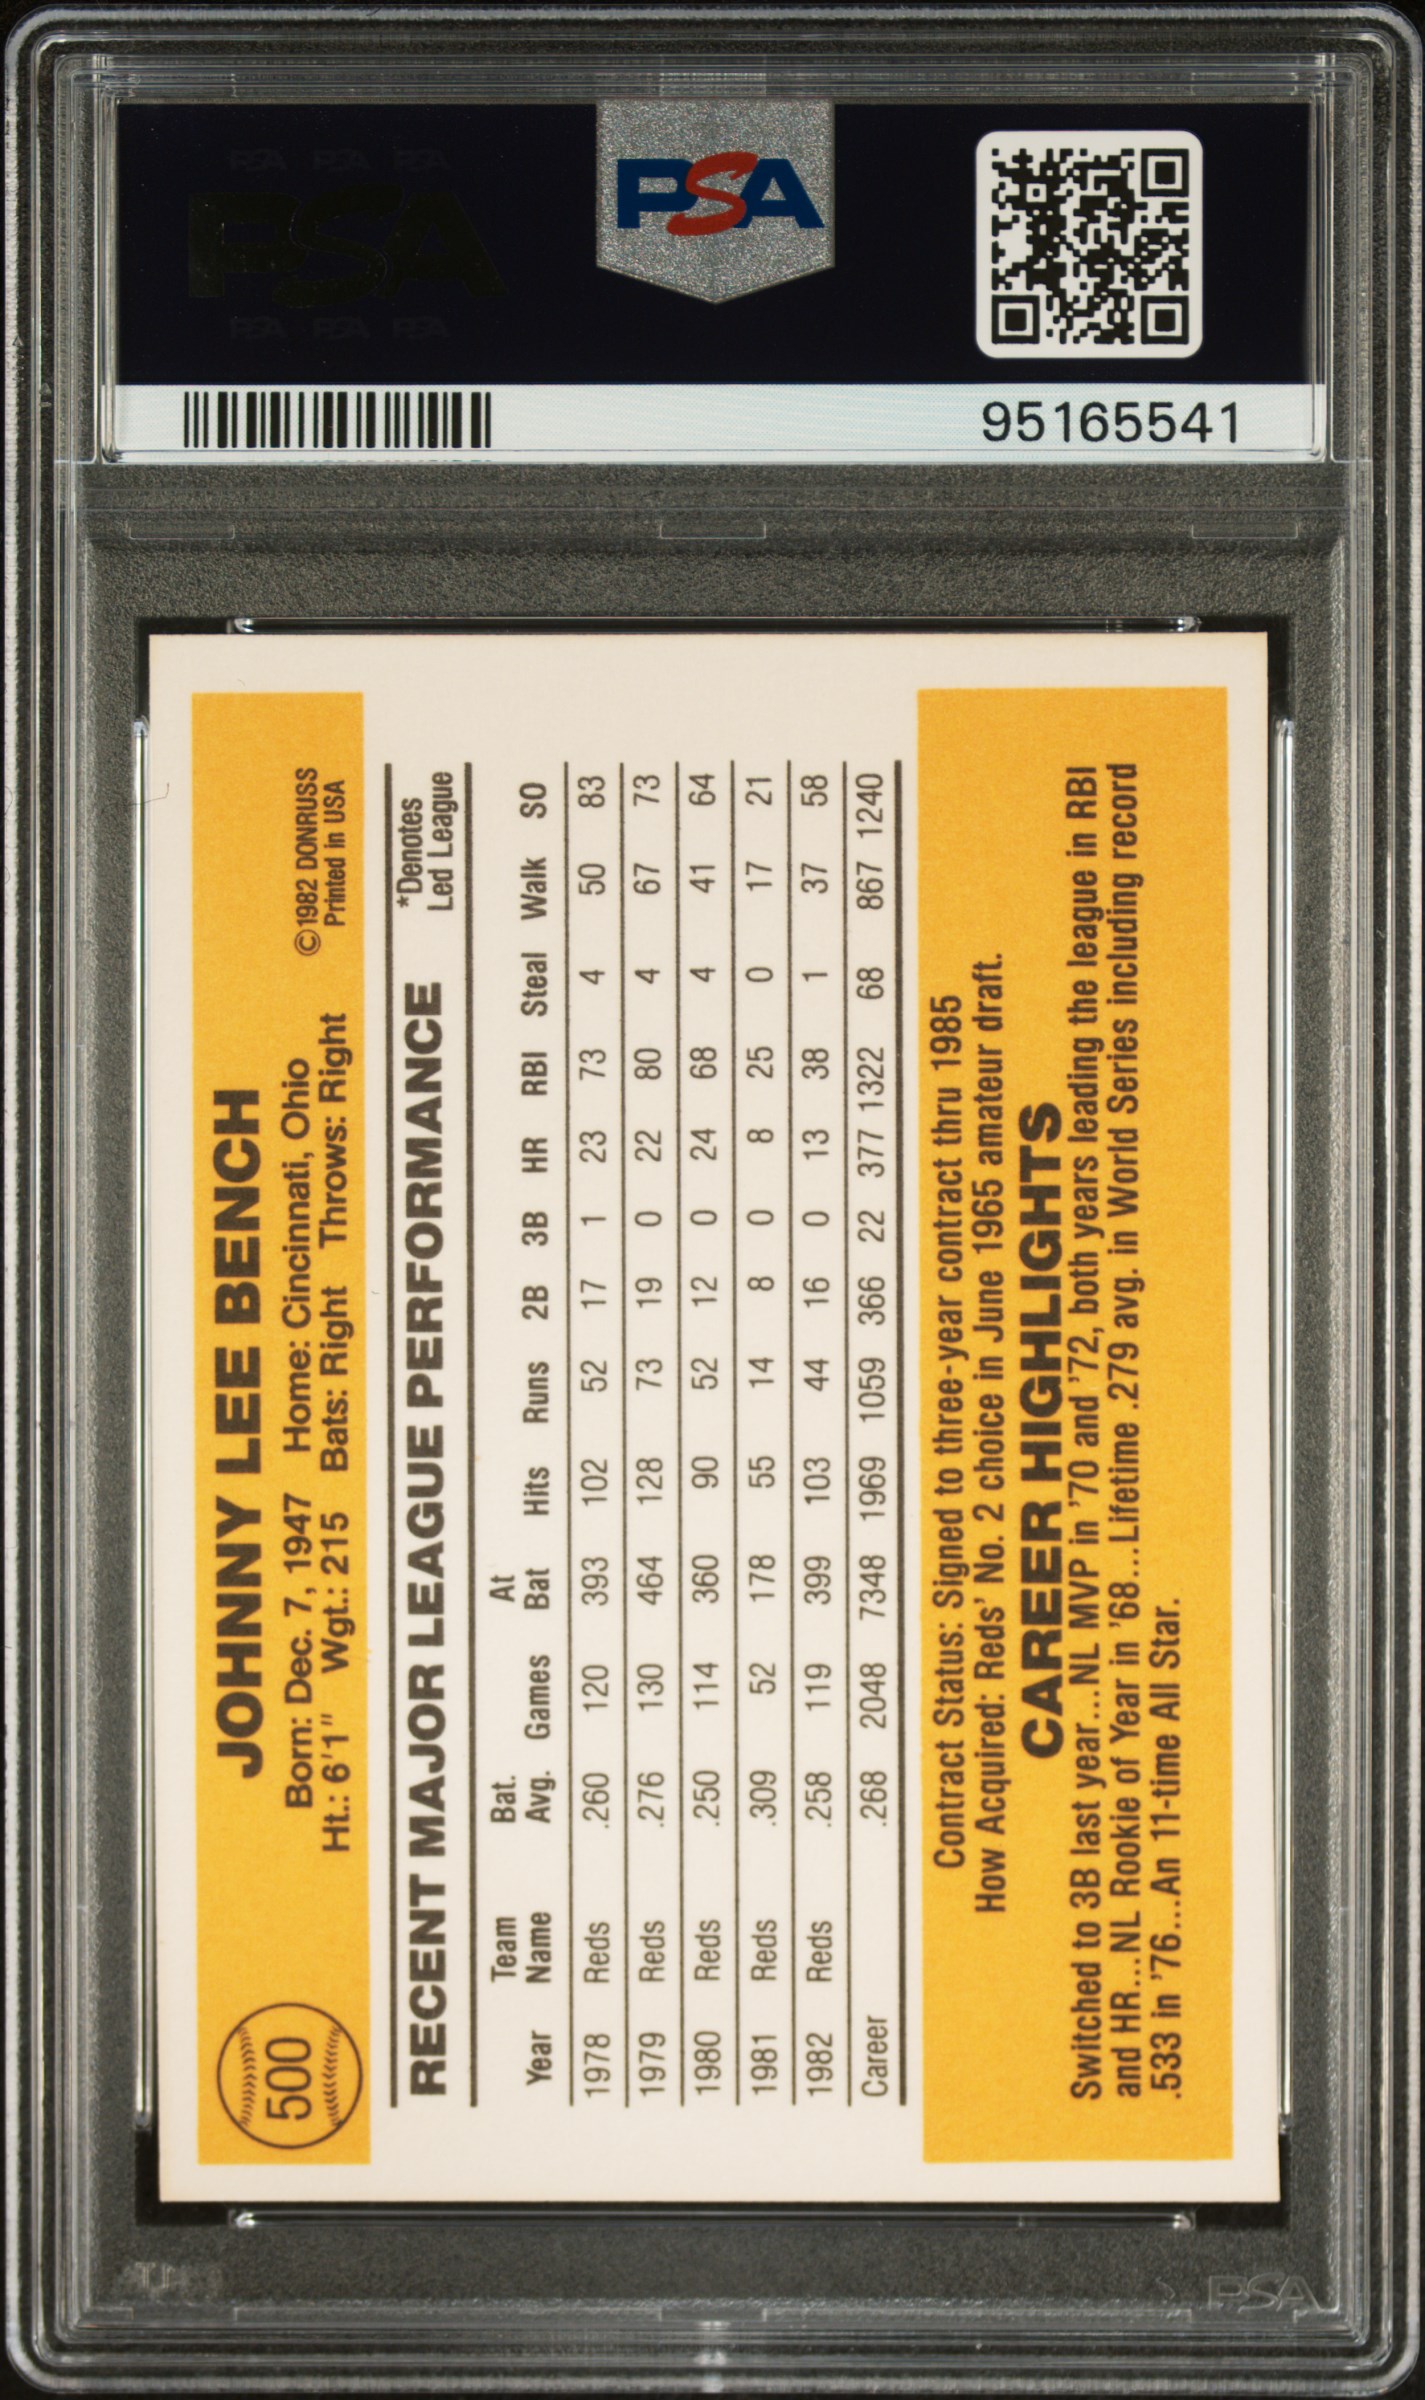 PSA PSA PSA
PSA
PSA PSA PSA
PSA
95165541
500
JOHNNY LEE BENCH
Born: Dec. 7, 1947 Home: Cincinnati, Ohio ©1982 DONRUSS
Ht.: 6'1" Wgt.: 215 Bats: Right Throws: Right Printed in USA
RECENT MAJOR LEAGUE PERFORMANCE *Denotes Led League
Year Team Name Bat. Avg. Games At Bat Hits Runs 2B 3B HR RBI Steal Walk SO
1978 Reds .260 120 393 102 52 17 1 23 73 4 50 83
1979 Reds .276 130 464 128 73 19 0 22 80 4 67 73
1980 Reds .250 114 360 90 52 12 0 24 68 4 41 64
1981 Reds .309 52 178 55 14 8 0 8 25 0 17 21
1982 Reds .258 119 399 103 44 16 0 13 38 1 37 58
Career .268 2048 7348 1969 1059 366 22 377 1322 68 867 1240
Contract Status: Signed to three-year contract thru 1985
How Acquired: Reds' No. 2 choice in June 1965 amateur draft.
CAREER HIGHLIGHTS
Switched to 3B last year...NL MVP in '70 and '72, both years leading the league in RBI
and HR...NL Rookie of Year in '68...Lifetime .279 avg. in World Series including record
.533 in '76...An 11-time All Star.
PSA